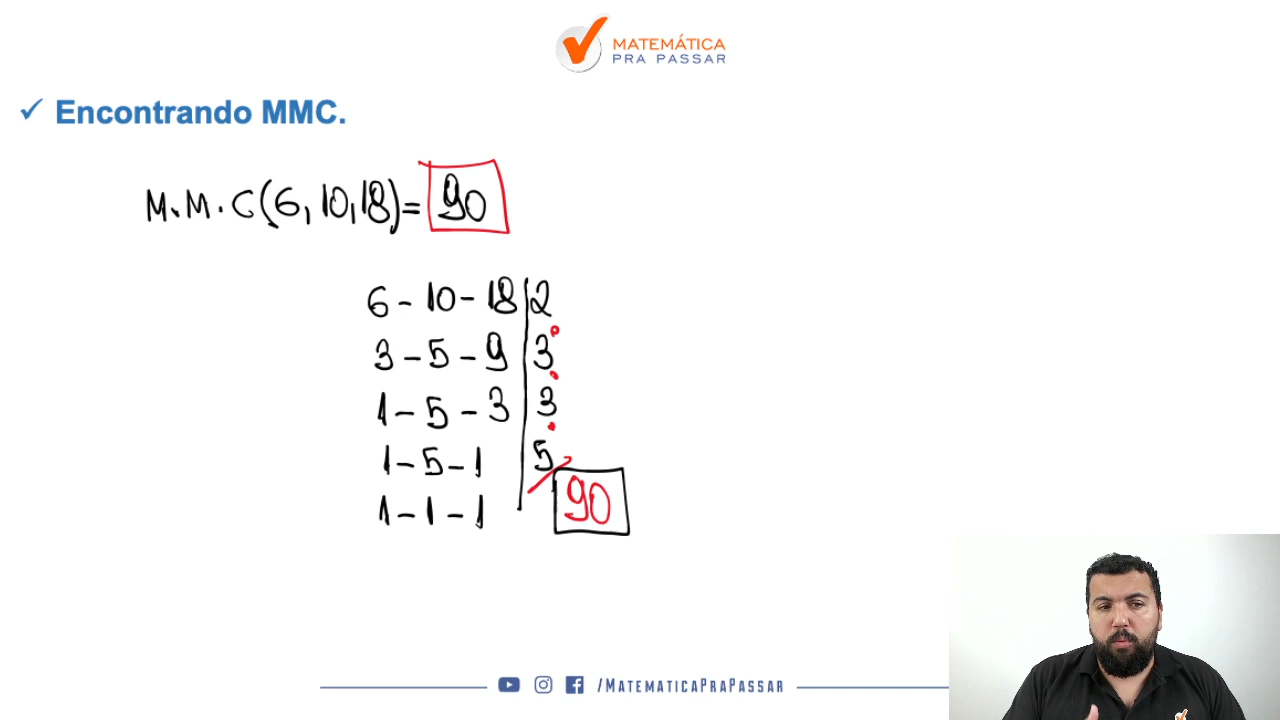 MATEMÁTICA
PRA PASSAR
✓ Encontrando MMC.
M.M.C(6, 10, 18) = 90
6 - 10 - 18 | 2
3 - 5 - 9 | 3
1 - 5 - 3 | 3
1 - 5 - 1 | 5
1 - 1 - 1 | 90
/MATEMATICAPRAPASSAR